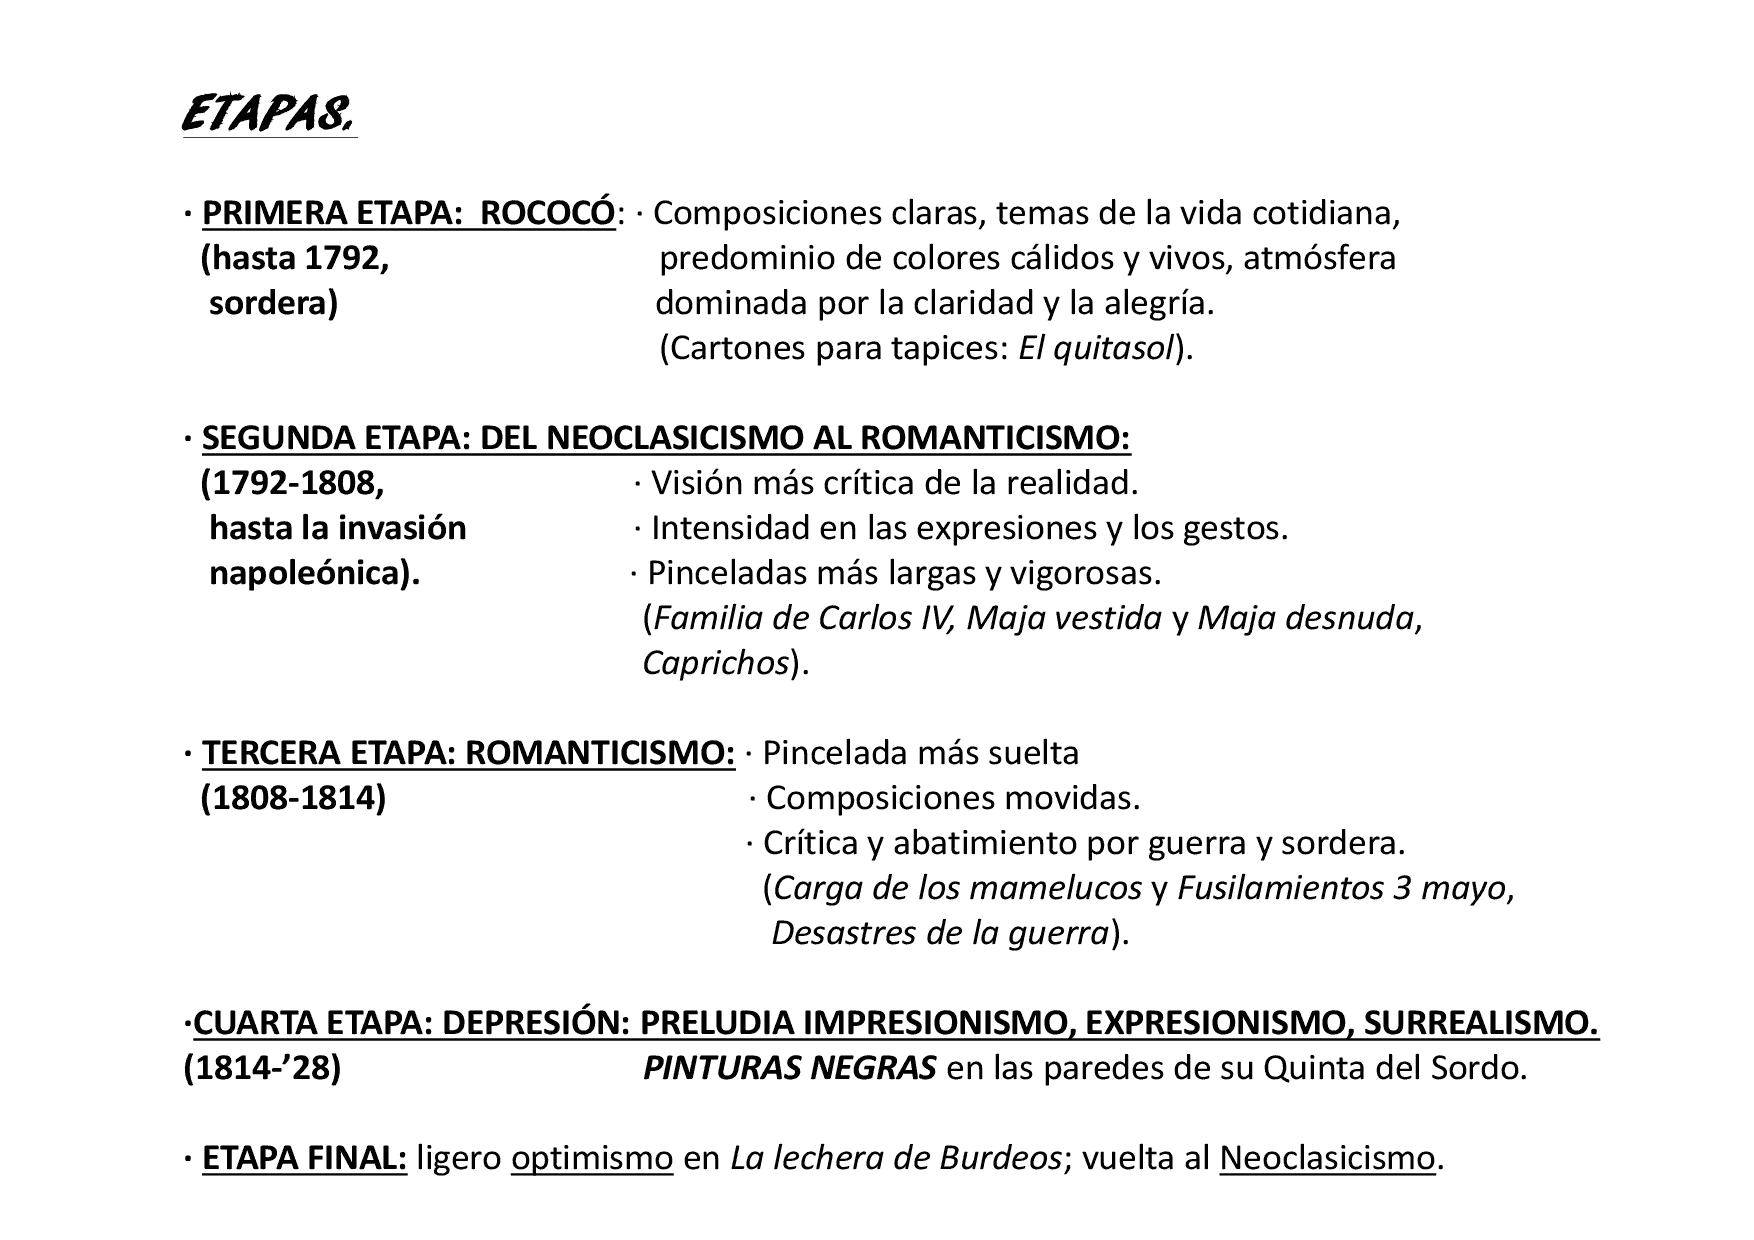 ETAPAS.
· PRIMERA ETAPA: ROCOCÓ: · Composiciones claras, temas de la vida cotidiana,
(hasta 1792, predominio de colores cálidos y vivos, atmósfera
sordera) dominada por la claridad y la alegría.
(Cartones para tapices: El quitasol).
· SEGUNDA ETAPA: DEL NEOCLASICISMO AL ROMANTICISMO:
(1792-1808, · Visión más crítica de la realidad.
hasta la invasión · Intensidad en las expresiones y los gestos.
napoleónica). · Pinceladas más largas y vigorosas.
(Familia de Carlos IV, Maja vestida y Maja desnuda,
Caprichos).
· TERCERA ETAPA: ROMANTICISMO: · Pincelada más suelta
(1808-1814) · Composiciones movidas.
· Crítica y abatimiento por guerra y sordera.
(Carga de los mamelucos y Fusilamientos 3 mayo,
Desastres de la guerra).
·CUARTA ETAPA: DEPRESIÓN: PRELUDIA IMPRESIONISMO, EXPRESIONISMO, SURREALISMO.
(1814-’28) PINTURAS NEGRAS en las paredes de su Quinta del Sordo.
· ETAPA FINAL: ligero optimismo en La lechera de Burdeos; vuelta al Neoclasicismo.